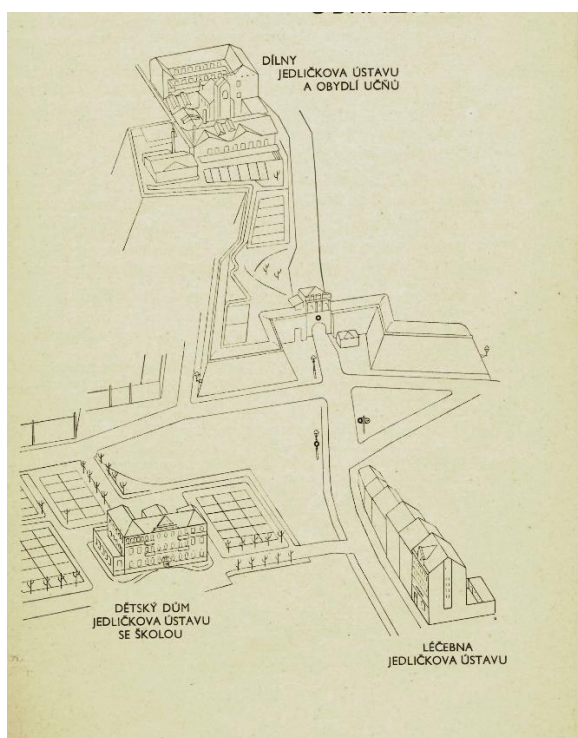 DÍLNY
JEDLIČKOVA ÚSTAVU
A OBYDLÍ UČŇŮ
DĚTSKÝ DŮM
JEDLIČKOVA ÚSTAVU
SE ŠKOLOU
LÉČEBNA
JEDLIČKOVA ÚSTAVU